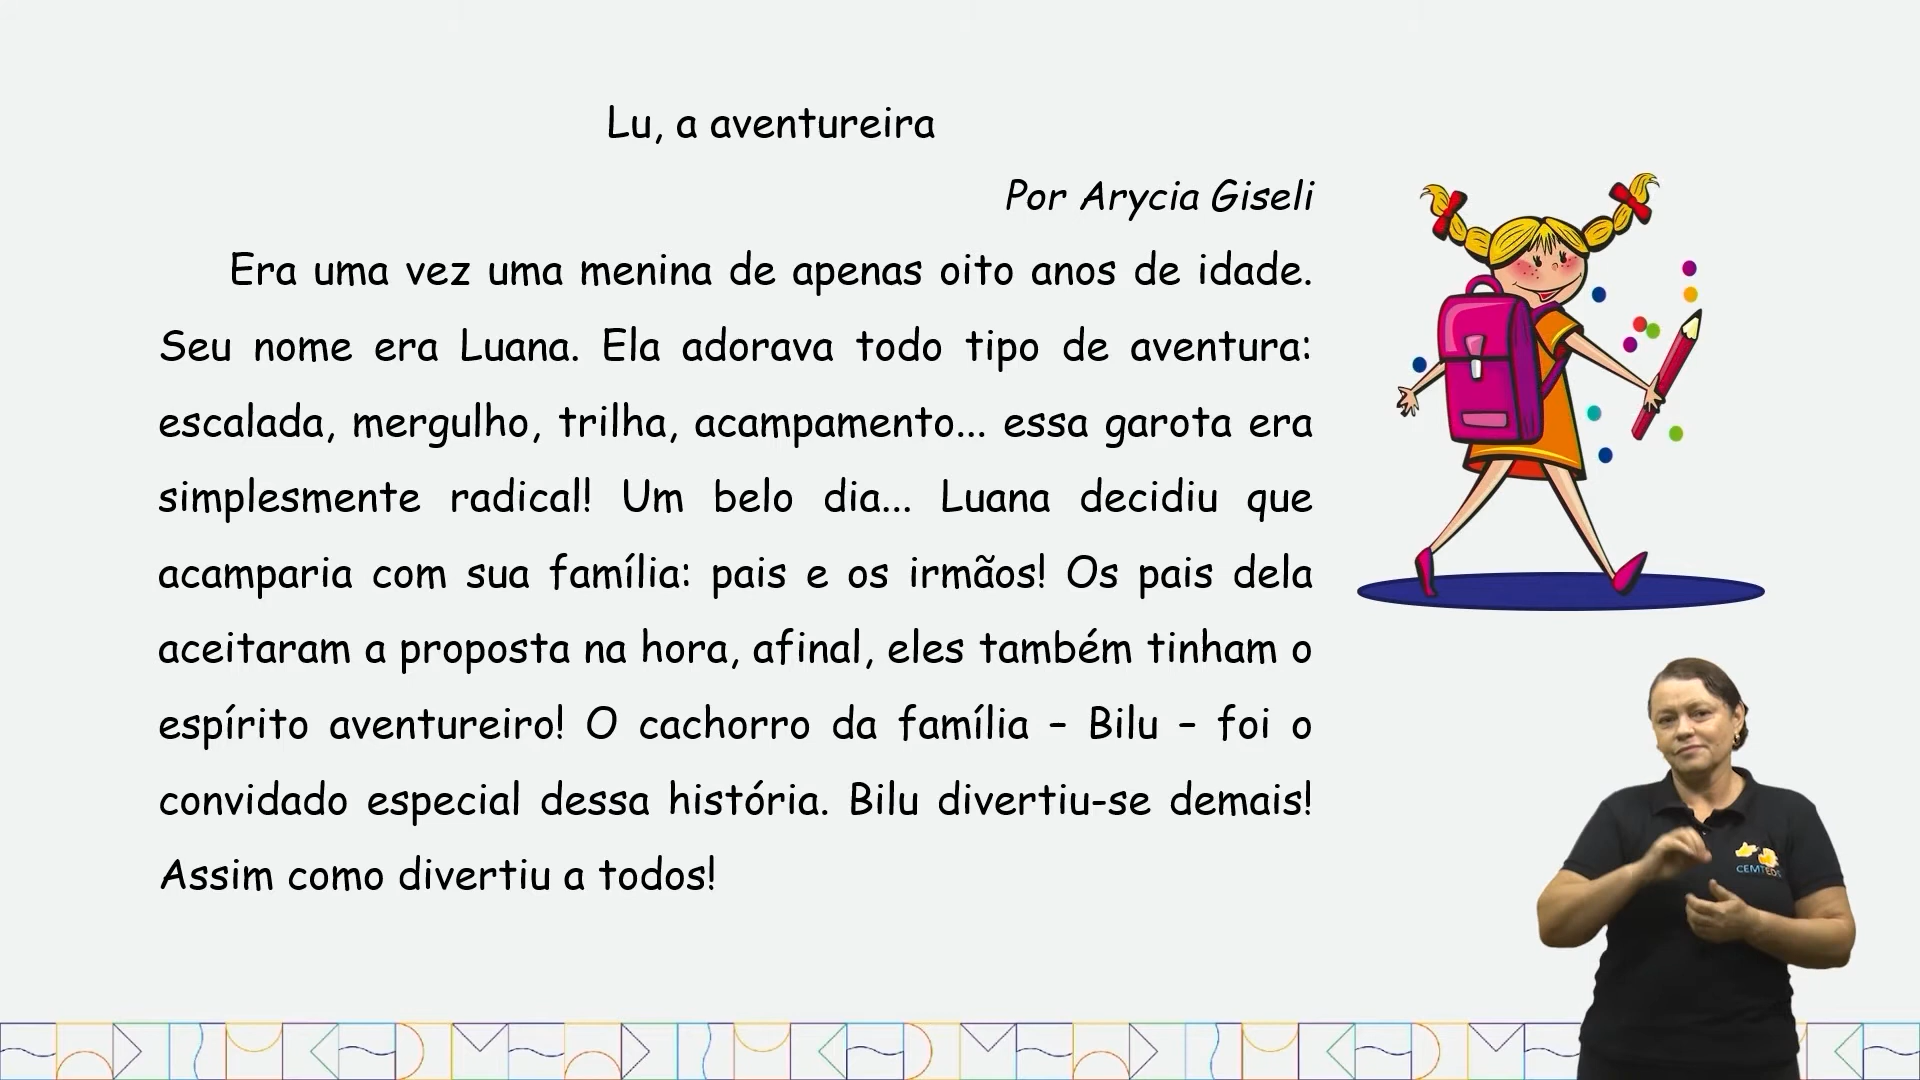 Lu, a aventureira
Por Arycia Giseli
Era uma vez uma menina de apenas oito anos de idade.
Seu nome era Luana. Ela adorava todo tipo de aventura:
escalada, mergulho, trilha, acampamento... essa garota era
simplesmente radical! Um belo dia... Luana decidiu que
acamparia com sua família: pais e os irmãos! Os pais dela
aceitaram a proposta na hora, afinal, eles também tinham o
espírito aventureiro! O cachorro da família – Bilu – foi o
convidado especial dessa história. Bilu divertiu-se demais!
Assim como divertiu a todos!